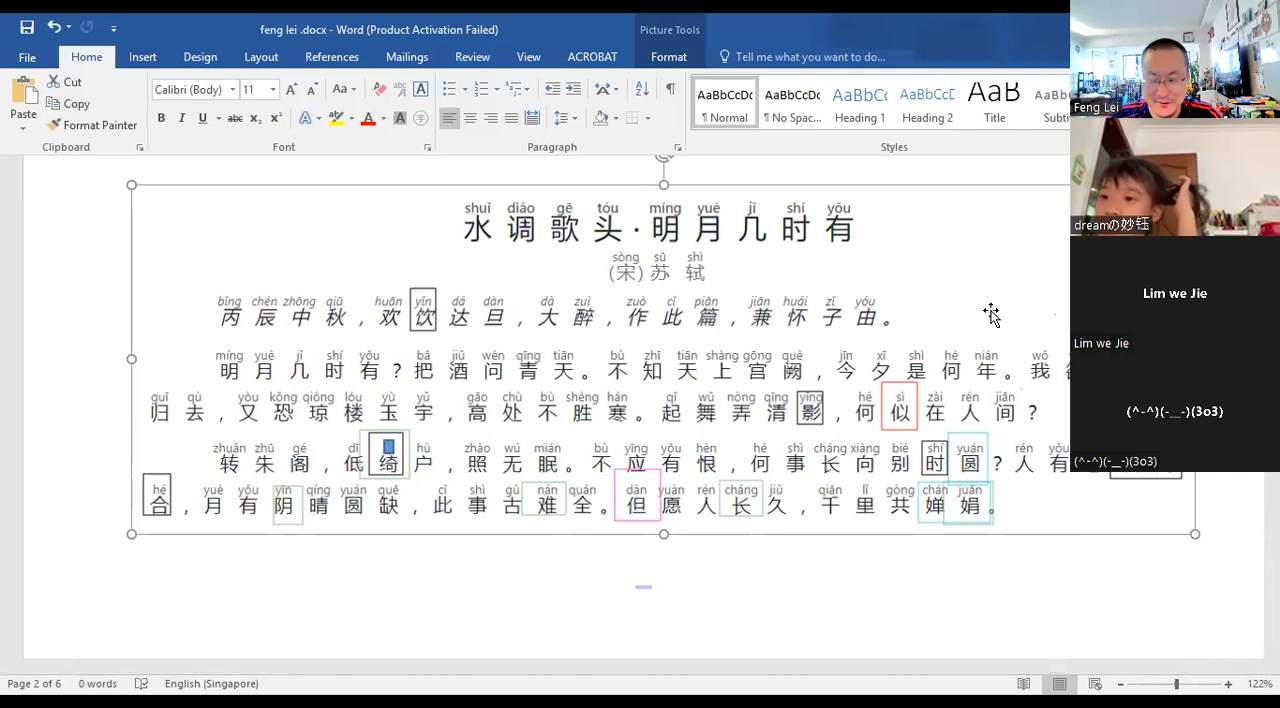 feng lei .docx - Word (Product Activation Failed)
Picture Tools
File Home Insert Design Layout References Mailings Review View ACROBAT Format Tell me what you want to do...
Cut
Copy
Format Painter
Paste
Calibri (Body) 11
AaBbCcDc AaBbCcDc AaBbCc AaBbCcD AaB
¶ Normal ¶ No Spac... Heading 1 Heading 2 Title
Clipboard Font Paragraph Styles
Feng Lei
dreamの妙钰
Lim we Jie
Lim we Jie
(^-^)(-__-)(3o3)
(^-^)(-__-)(3o3)
shuǐ diào gē tóu míng yuè jǐ shí yǒu
水调歌头·明月几时有
sòng sū shì
(宋)苏轼
bǐng chén zhōng qiū huān yǐn dá dàn dà zuì zuò cǐ piān jiān huái zǐ yóu
丙辰中秋,欢饮达旦,大醉,作此篇,兼怀子由。
míng yuè jǐ shí yǒu bǎ jiǔ wèn qīng tiān bù zhī tiān shàng gōng què jīn xī shì hé nián wǒ
明月几时有?把酒问青天。不知天上宫阙,今夕是何年。我
guī qù yòu kǒng qióng lóu yù yǔ gāo chù bù shèng hán qǐ wǔ nòng qīng yǐng hé sì zài rén jiān
归去,又恐琼楼玉宇,高处不胜寒。起舞弄清影,何似在人间?
zhuǎn zhū gé dī hù zhào wú mián bù yīng yǒu hèn hé shì cháng xiàng bié shí yuán rén yǒu
转朱阁,低绮户,照无眠。不应有恨,何事长向别时圆?人有
hé yuè yǒu yīn qíng yuán quē cǐ shì gǔ nán quán dàn yuàn rén cháng jiǔ qiān lǐ gòng chán juān
合,月有阴晴圆缺,此事古难全。但愿人长久,千里共婵娟。
Page 2 of 6 0 words English (Singapore) 122%